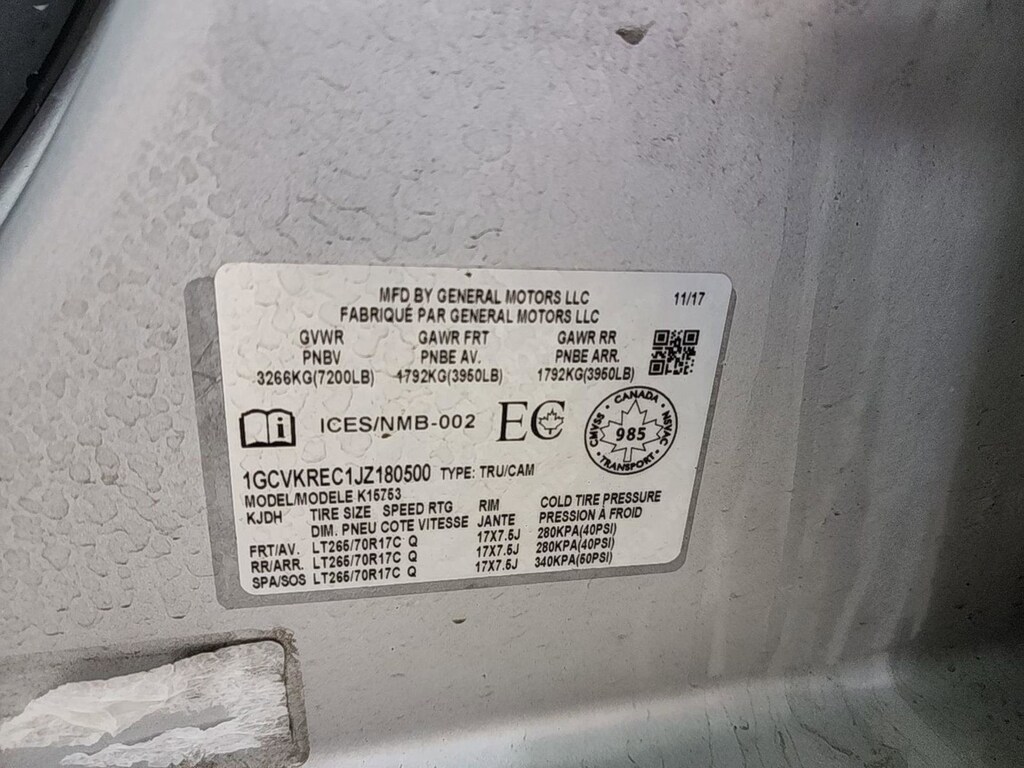 MFD BY GENERAL MOTORS LLC 11/17
FABRIQUÉ PAR GENERAL MOTORS LLC
GVWR GAWR FRT GAWR RR
PNBV PNBE AV. PNBE ARR.
3266KG(7200LB) 1792KG(3950LB) 1792KG(3950LB)
ICES/NMB-002 EC
CANADA
CMVSS 985 NSVAC
TRANSPORT
1GCVKREC1JZ180500 TYPE: TRU/CAM
MODEL/MODELE K15753
KJDH TIRE SIZE SPEED RTG RIM COLD TIRE PRESSURE
DIM. PNEU COTE VITESSE JANTE PRESSION À FROID
FRT/AV. LT265/70R17C Q 17X7.5J 280KPA(40PSI)
RR/ARR. LT265/70R17C Q 17X7.5J 280KPA(40PSI)
SPA/SOS LT265/70R17C Q 17X7.5J 340KPA(50PSI)